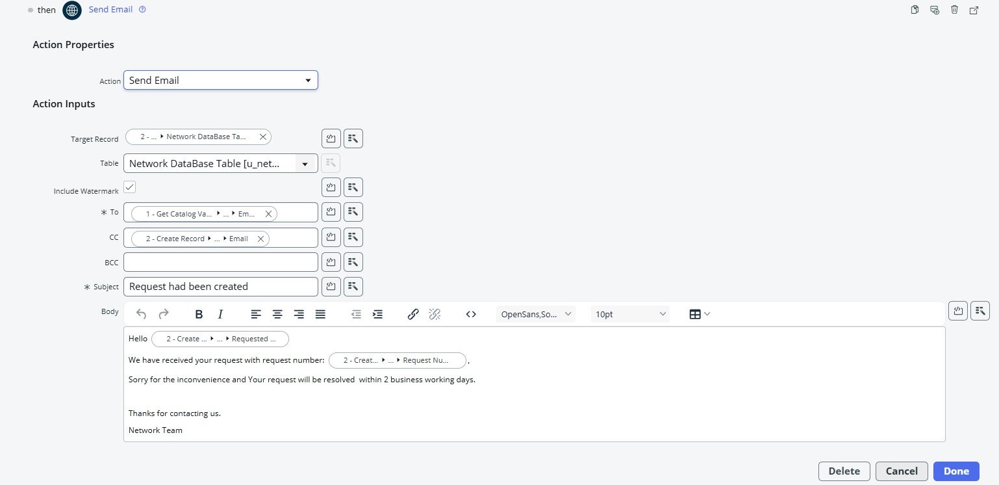 then Send Email
Action Properties
Action Send Email
Action Inputs
Target Record 2 - ... Network DataBase Ta...
Table Network DataBase Table [u_net...
Include Watermark
* To 1 - Get Catalog Va... ... Em...
CC 2 - Create Record ... Email
BCC
* Subject Request had been created
Body B I OpenSans,So... 10pt
Hello 2 - Create ... ... Requested ...
We have received your request with request number: 2 - Creat... ... Request Nu... ,
Sorry for the inconvenience and Your request will be resolved  within 2 business working days.
Thanks for contacting us.
Network Team
Delete Cancel Done